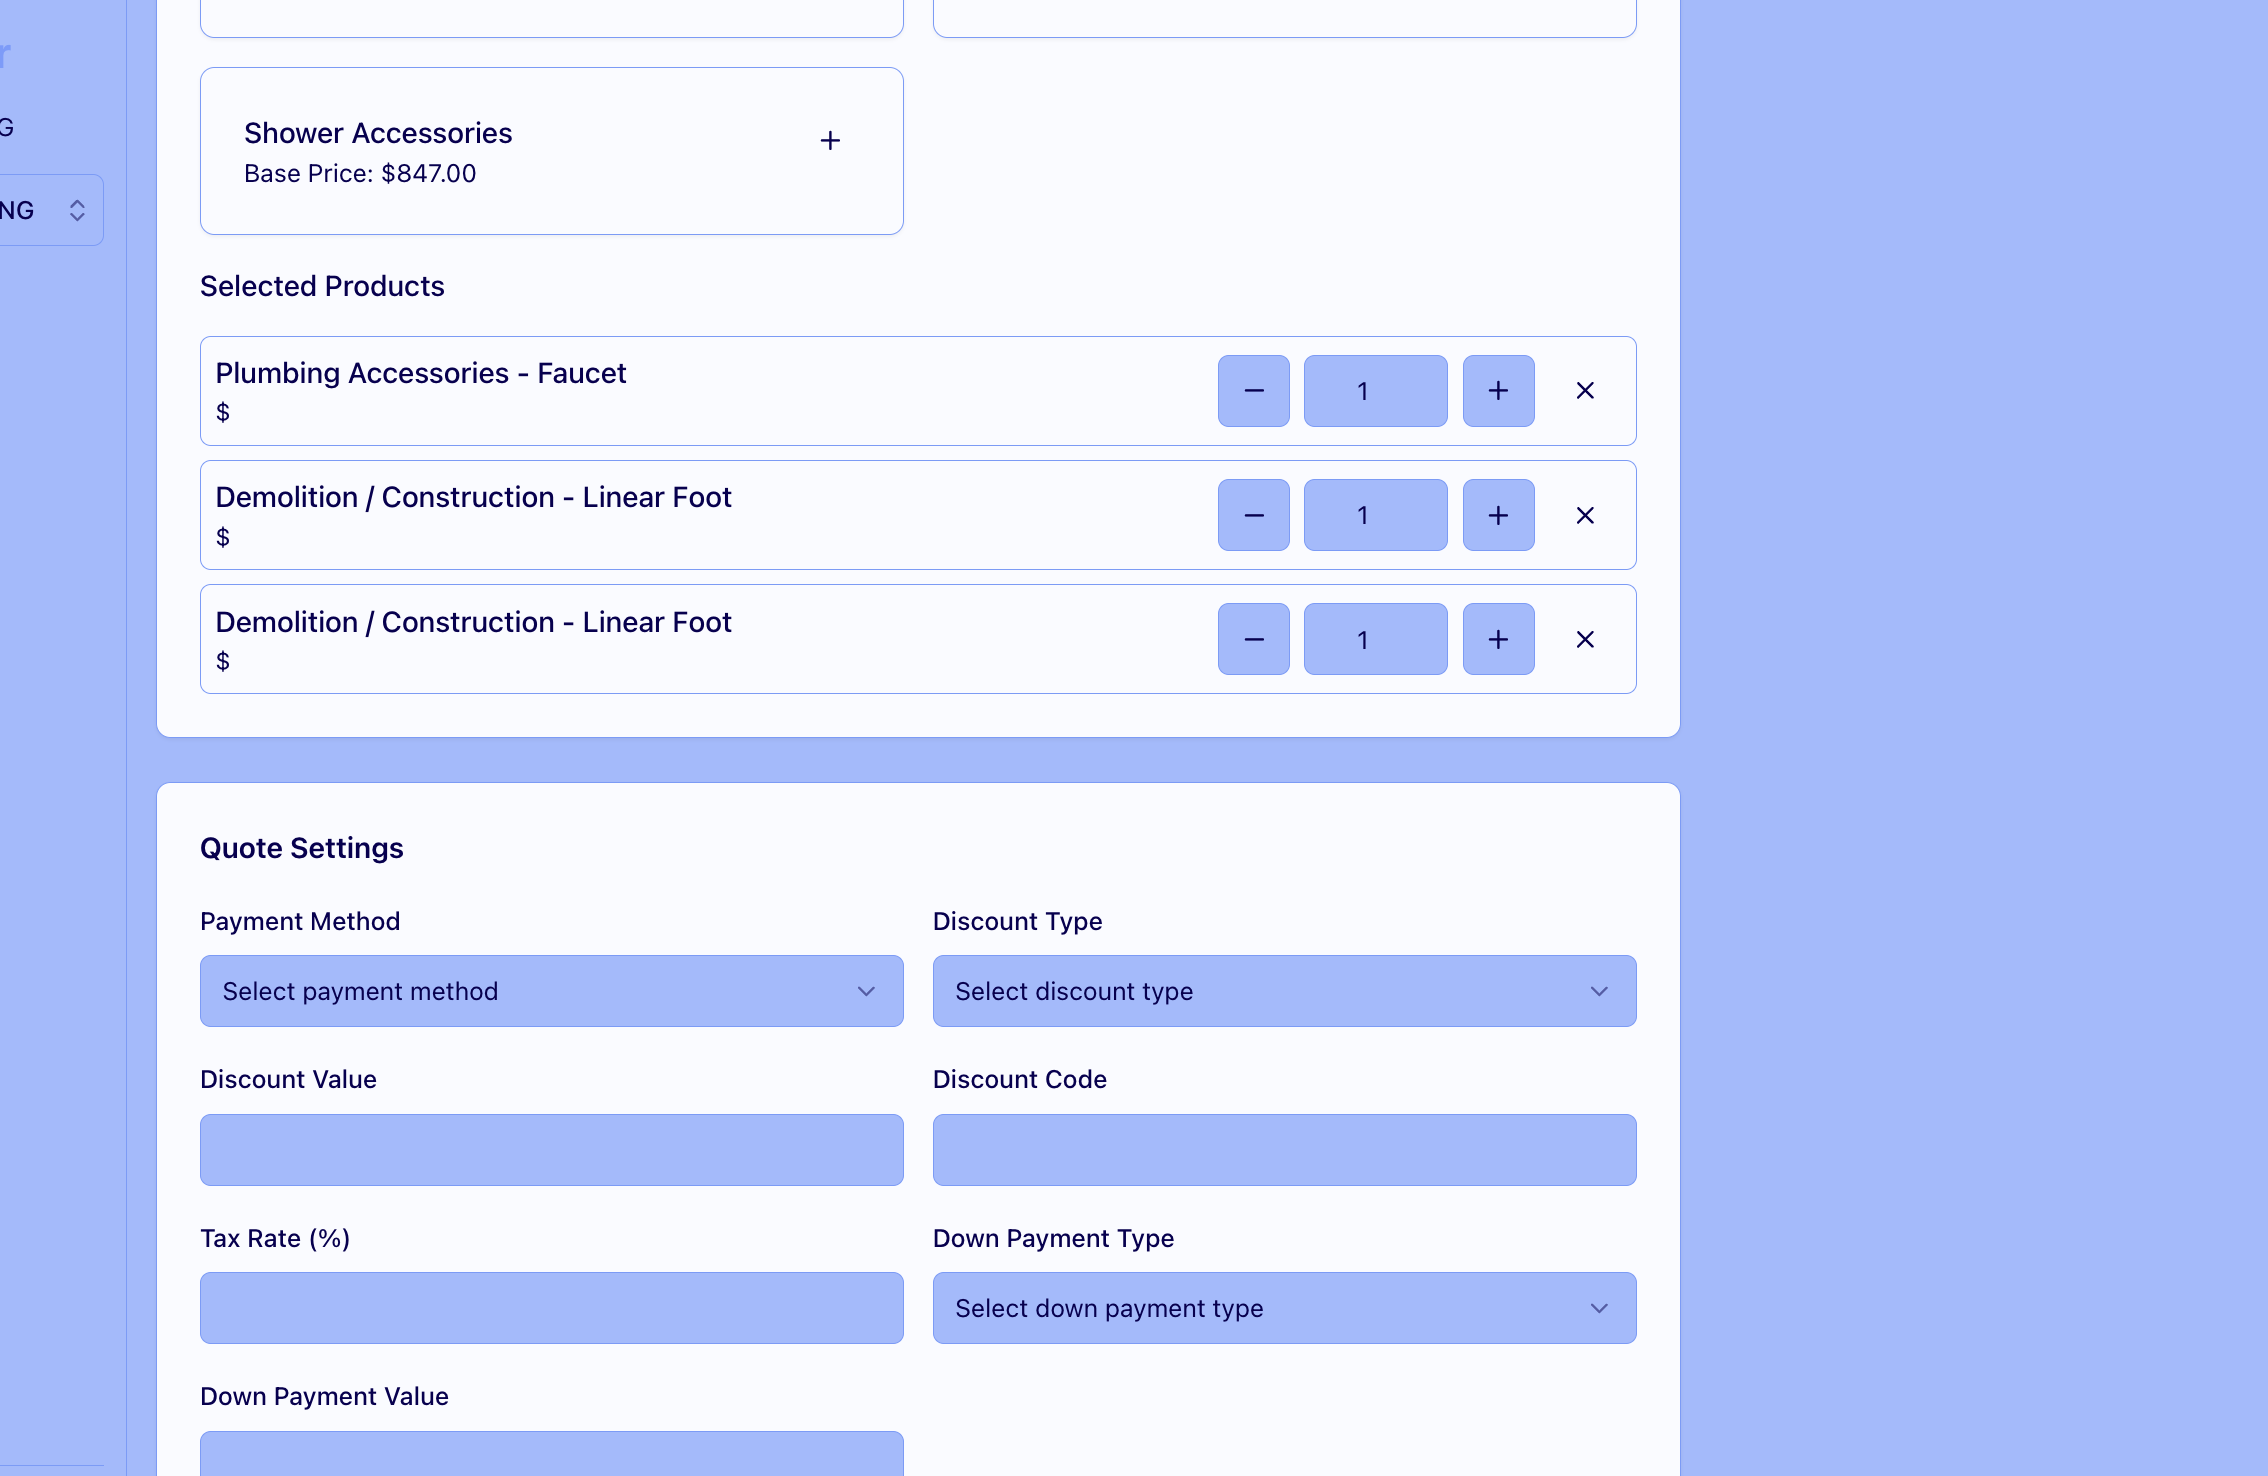 r
G
NG
Shower Accessories
Base Price: $847.00
Selected Products
Plumbing Accessories - Faucet
$
1
Demolition / Construction - Linear Foot
$
1
Demolition / Construction - Linear Foot
$
1
Quote Settings
Payment Method
Select payment method
Discount Type
Select discount type
Discount Value
Discount Code
Tax Rate (%)
Down Payment Type
Select down payment type
Down Payment Value